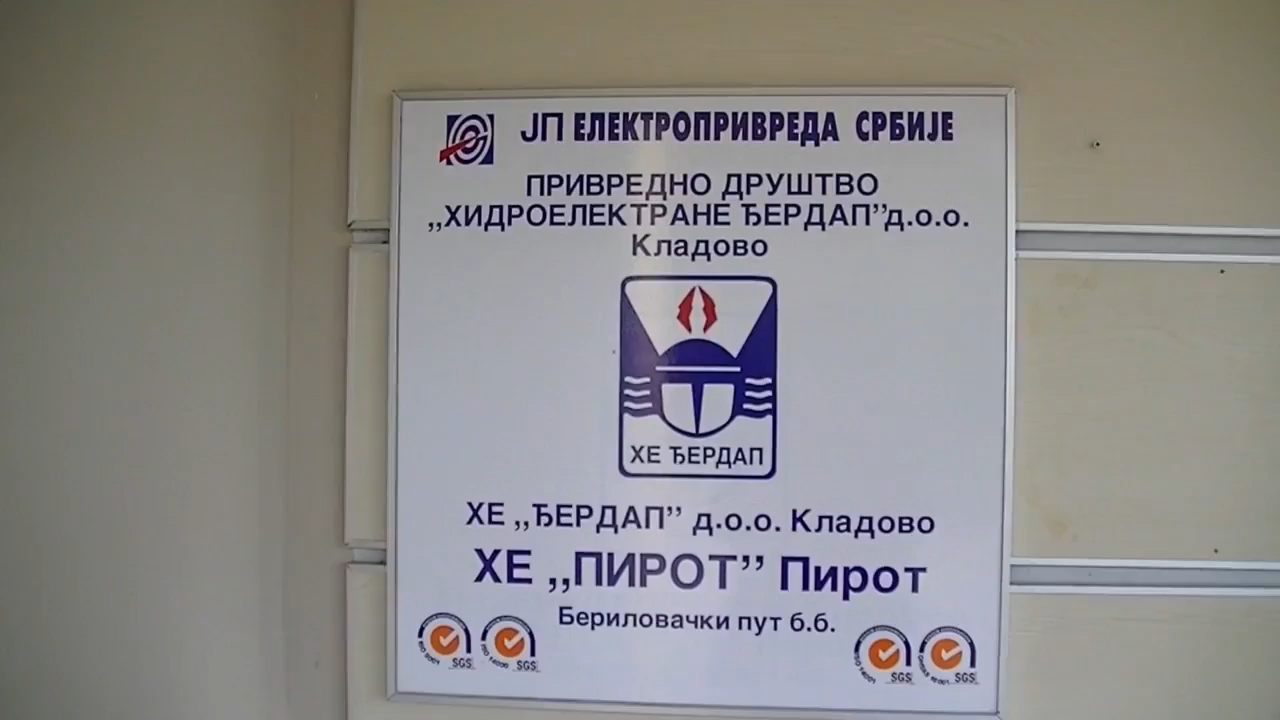 ЈП ЕЛЕКТРОПРИВРЕДА СРБИЈЕ
ПРИВРЕДНО ДРУШТВО
,,ХИДРОЕЛЕКТРАНЕ ЂЕРДАП”д.о.о.
Кладово
ХЕ ЂЕРДАП
ХЕ ,,ЂЕРДАП” д.о.о. Кладово
ХЕ ,,ПИРОТ” Пирот
Бериловачки пут б.б.
SGS SGS SGS SGS